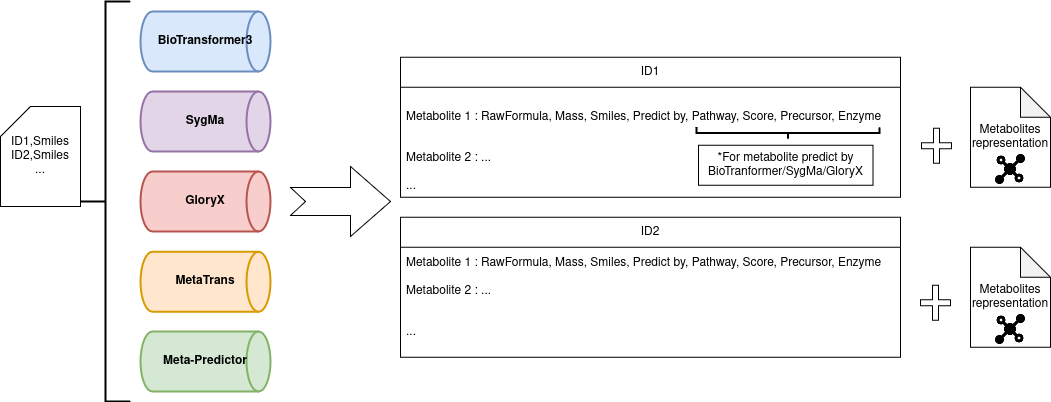 ID1,Smiles
ID2,Smiles
...
BioTransformer3
SygMa
GloryX
MetaTrans
Meta-Predictor
ID1
Metabolite 1 : RawFormula, Mass, Smiles, Predict by, Pathway, Score, Precursor, Enzyme
*For metabolite predict by
BioTranformer/SygMa/GloryX
Metabolite 2 : ...
...
Metabolites
representation
ID2
Metabolite 1 : RawFormula, Mass, Smiles, Predict by, Pathway, Score, Precursor, Enzyme
Metabolite 2 : ...
...
Metabolites
representation